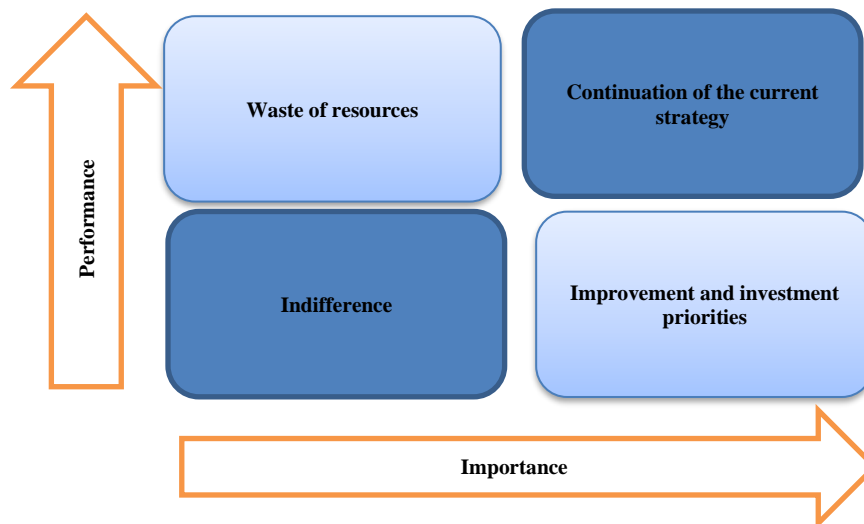 Waste of resources
Continuation of the current
strategy
Performance
Indifference
Improvement and investment
priorities
Importance